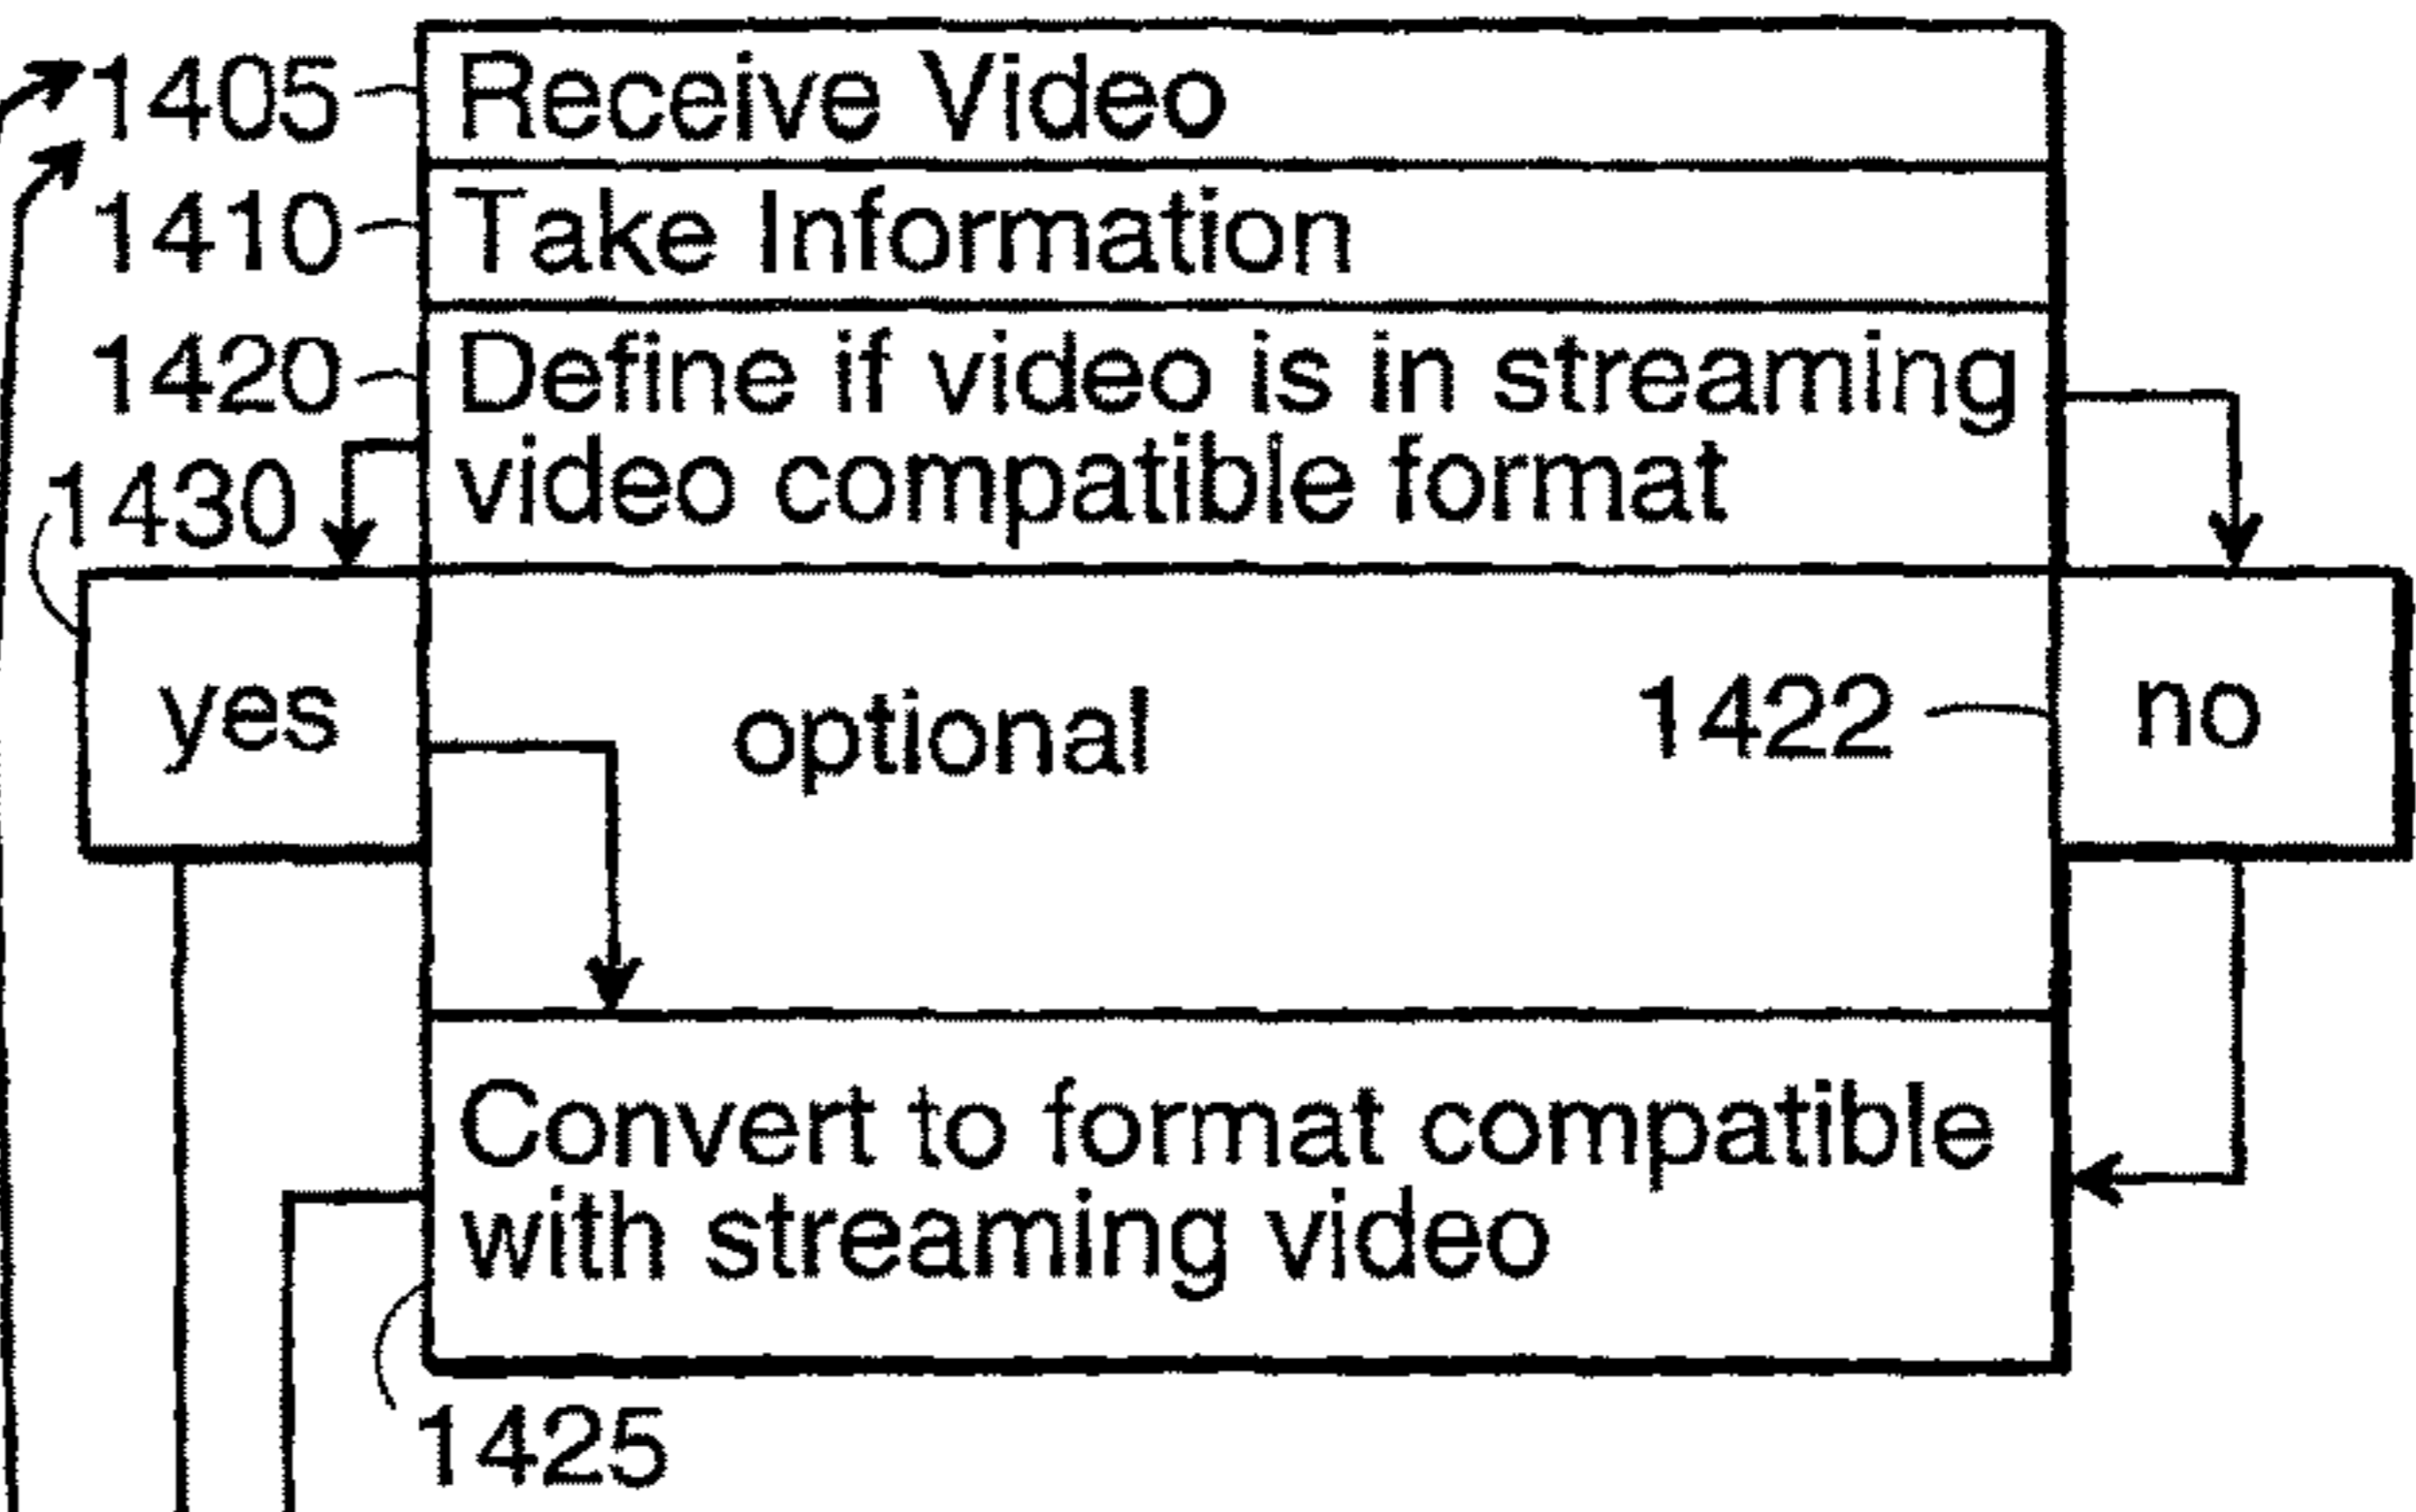 1405 Receive Video
1410 Take Information
1420 Define if video is in streaming
video compatible format
1430
yes
optional
1422
no
Convert to format compatible
with streaming video
1425